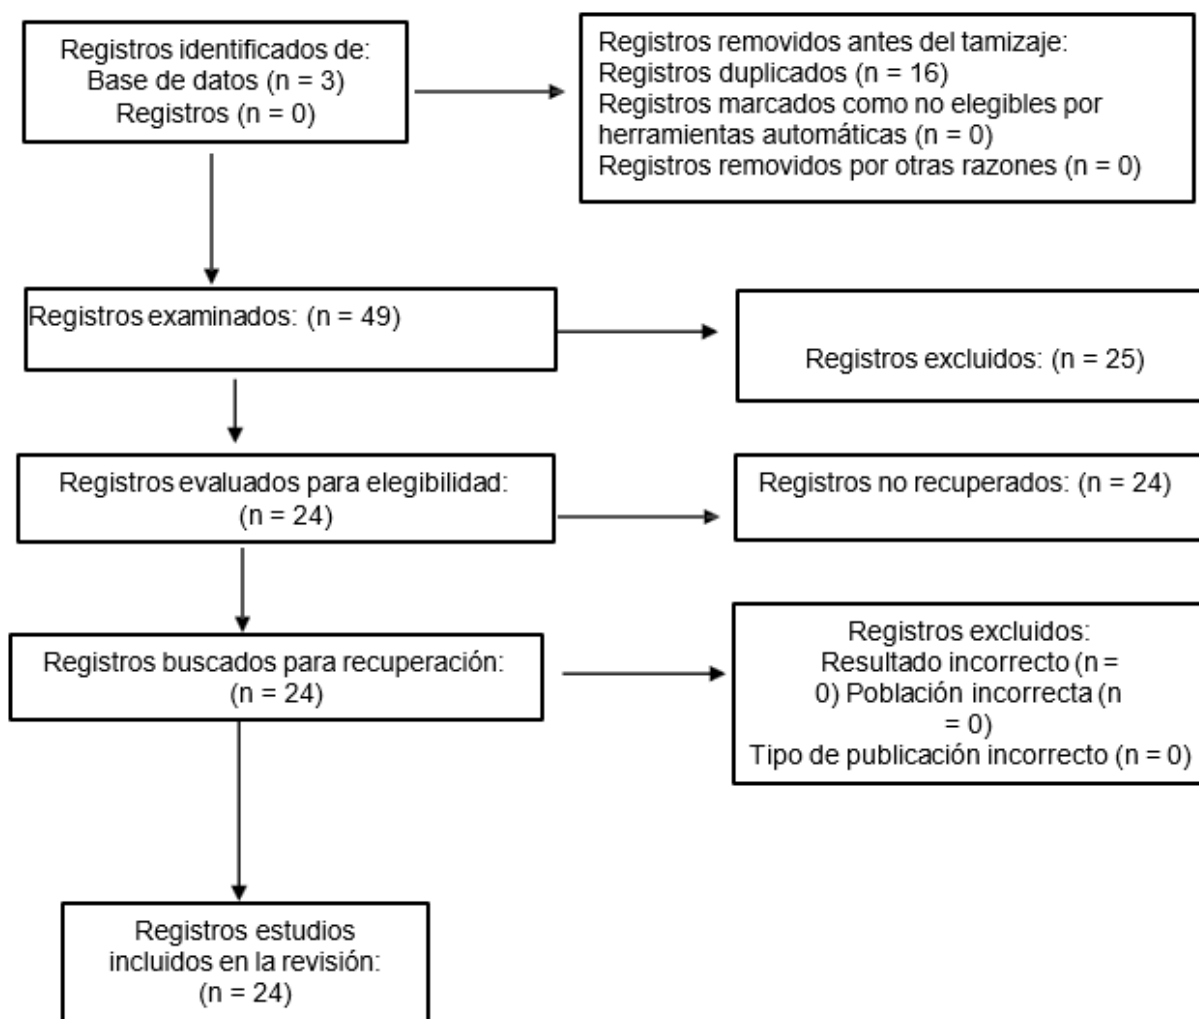 Registros identificados de:
Base de datos (n = 3)
Registros (n = 0)
Registros removidos antes del tamizaje:
Registros duplicados (n = 16)
Registros marcados como no elegibles por
herramientas automáticas (n = 0)
Registros removidos por otras razones (n = 0)
Registros examinados: (n = 49)
Registros excluidos: (n = 25)
Registros evaluados para elegibilidad:
(n = 24)
Registros no recuperados: (n = 24)
Registros buscados para recuperación:
(n = 24)
Registros excluidos:
Resultado incorrecto (n =
0) Población incorrecta (n
= 0)
Tipo de publicación incorrecto (n = 0)
Registros estudios
incluidos en la revisión:
(n = 24)